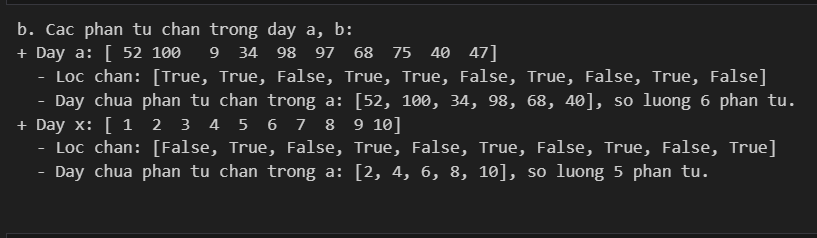 b. Cac phan tu chan trong day a, b:
+ Day a: [ 52 100   9  34  98  97  68  75  40  47]
  - Loc chan: [True, True, False, True, True, False, True, False, True, False]
  - Day chua phan tu chan trong a: [52, 100, 34, 98, 68, 40], so luong 6 phan tu.
+ Day x: [ 1  2  3  4  5  6  7  8  9 10]
  - Loc chan: [False, True, False, True, False, True, False, True, False, True]
  - Day chua phan tu chan trong a: [2, 4, 6, 8, 10], so luong 5 phan tu.